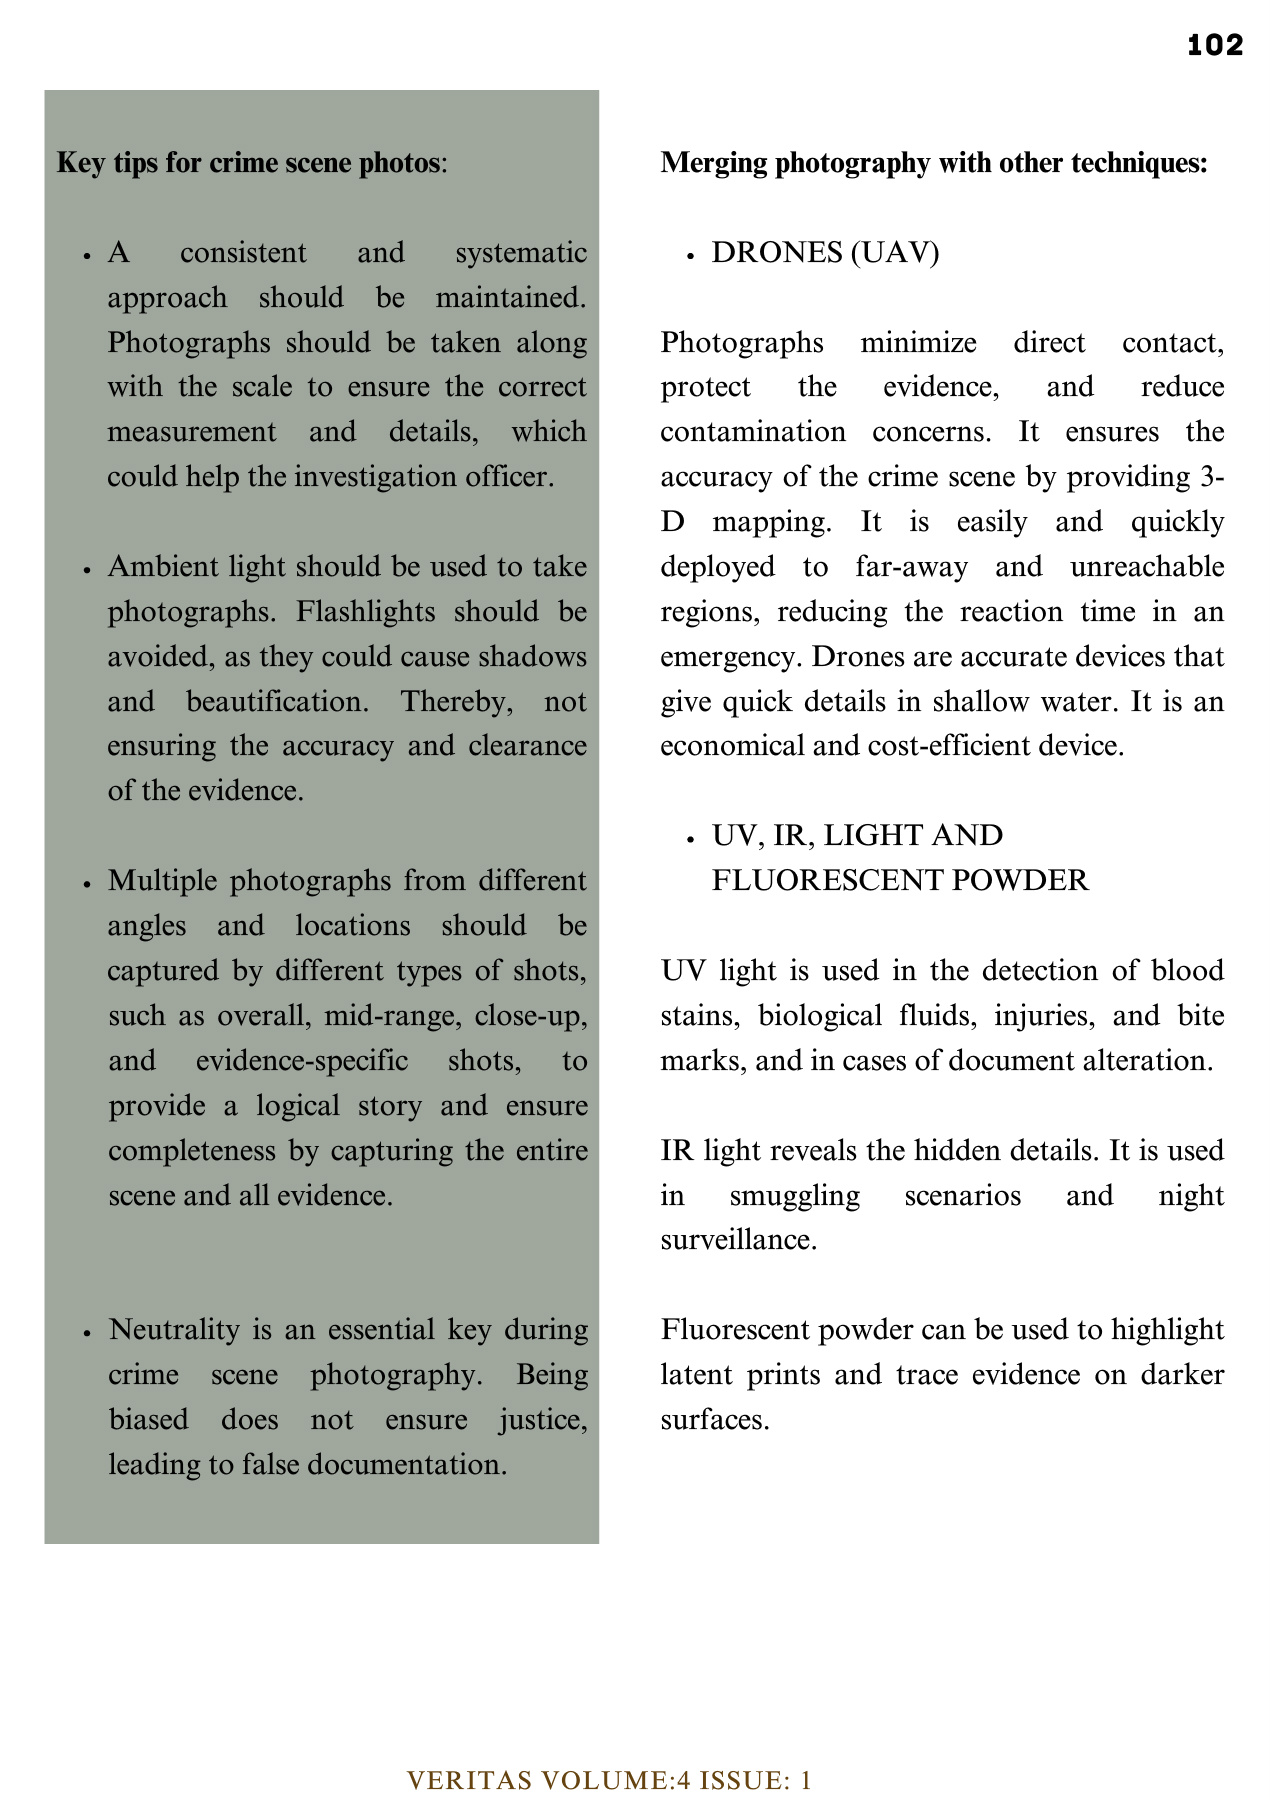 102
Key tips for crime scene photos:
• A consistent and systematic
approach should be maintained.
Photographs should be taken along
with the scale to ensure the correct
measurement and details, which
could help the investigation officer.
• Ambient light should be used to take
photographs. Flashlights should be
avoided, as they could cause shadows
and beautification. Thereby, not
ensuring the accuracy and clearance
of the evidence.
• Multiple photographs from different
angles and locations should be
captured by different types of shots,
such as overall, mid-range, close-up,
and evidence-specific shots, to
provide a logical story and ensure
completeness by capturing the entire
scene and all evidence.
• Neutrality is an essential key during
crime scene photography. Being
biased does not ensure justice,
leading to false documentation.
Merging photography with other techniques:
• DRONES (UAV)
Photographs minimize direct contact,
protect the evidence, and reduce
contamination concerns. It ensures the
accuracy of the crime scene by providing 3-
D mapping. It is easily and quickly
deployed to far-away and unreachable
regions, reducing the reaction time in an
emergency. Drones are accurate devices that
give quick details in shallow water. It is an
economical and cost-efficient device.
• UV, IR, LIGHT AND
FLUORESCENT POWDER
UV light is used in the detection of blood
stains, biological fluids, injuries, and bite
marks, and in cases of document alteration.
IR light reveals the hidden details. It is used
in smuggling scenarios and night
surveillance.
Fluorescent powder can be used to highlight
latent prints and trace evidence on darker
surfaces.
VERITAS VOLUME:4 ISSUE: 1